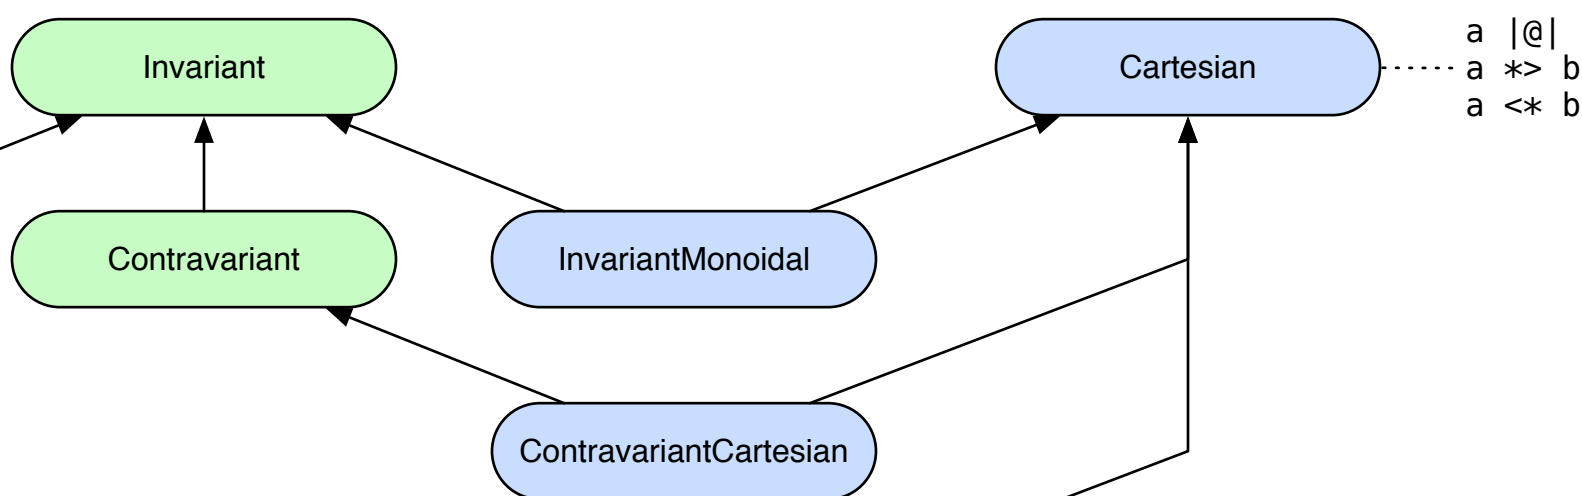 Invariant
Cartesian
a |@|
a *> b
a <* b
Contravariant
InvariantMonoidal
ContravariantCartesian